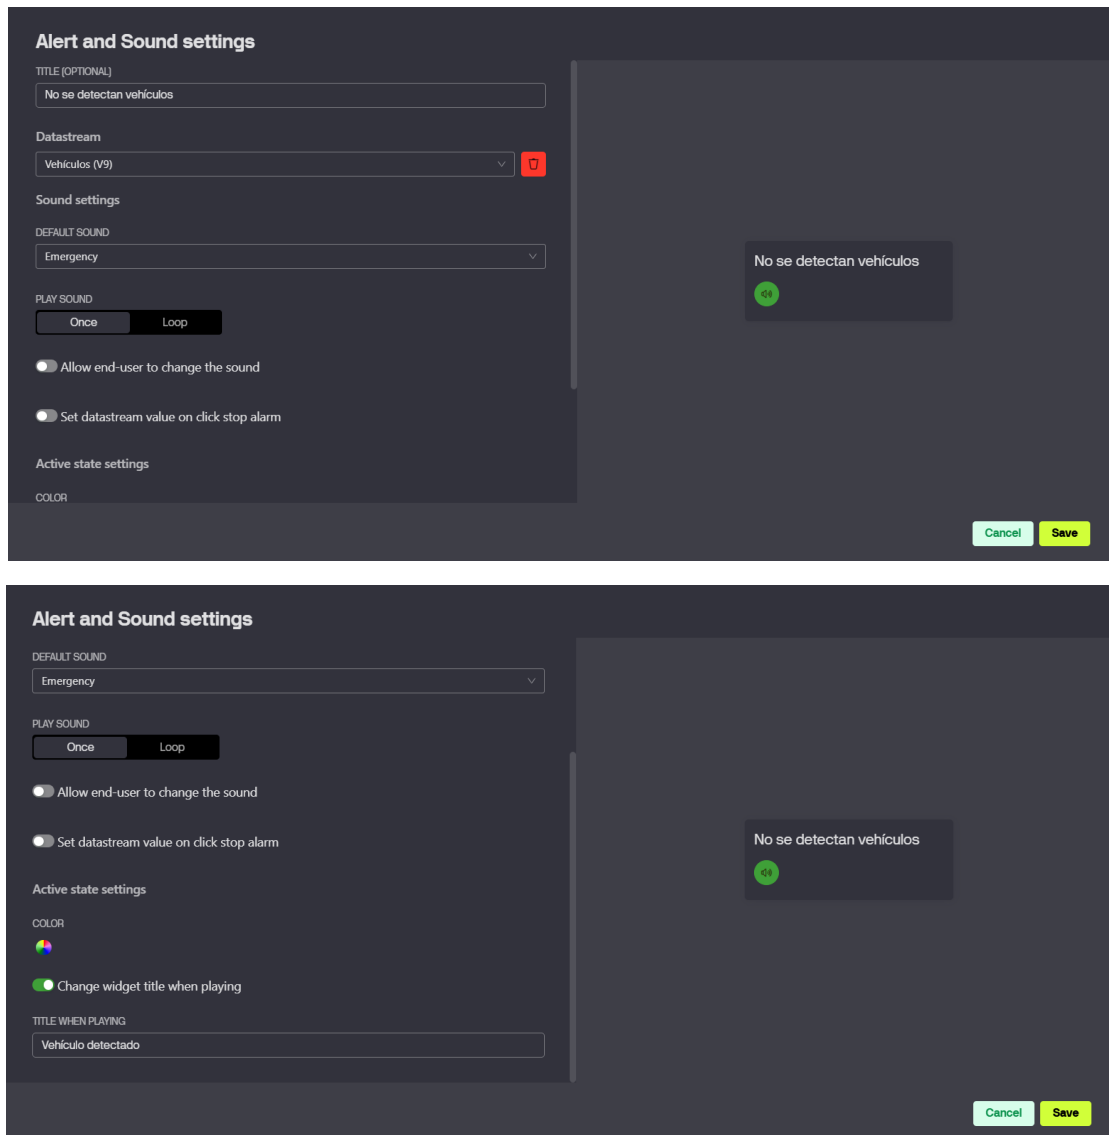 Alert and Sound settings
TITLE (OPTIONAL)
No se detectan vehículos
Datastream
Vehículos (V9)
Sound settings
DEFAULT SOUND
Emergency
PLAY SOUND
Once Loop
Allow end-user to change the sound
Set datastream value on click stop alarm
Active state settings
COLOR
No se detectan vehículos
Cancel Save
Alert and Sound settings
DEFAULT SOUND
Emergency
PLAY SOUND
Once Loop
Allow end-user to change the sound
Set datastream value on click stop alarm
Active state settings
COLOR
Change widget title when playing
TITLE WHEN PLAYING
Vehículo detectado
No se detectan vehículos
Cancel Save